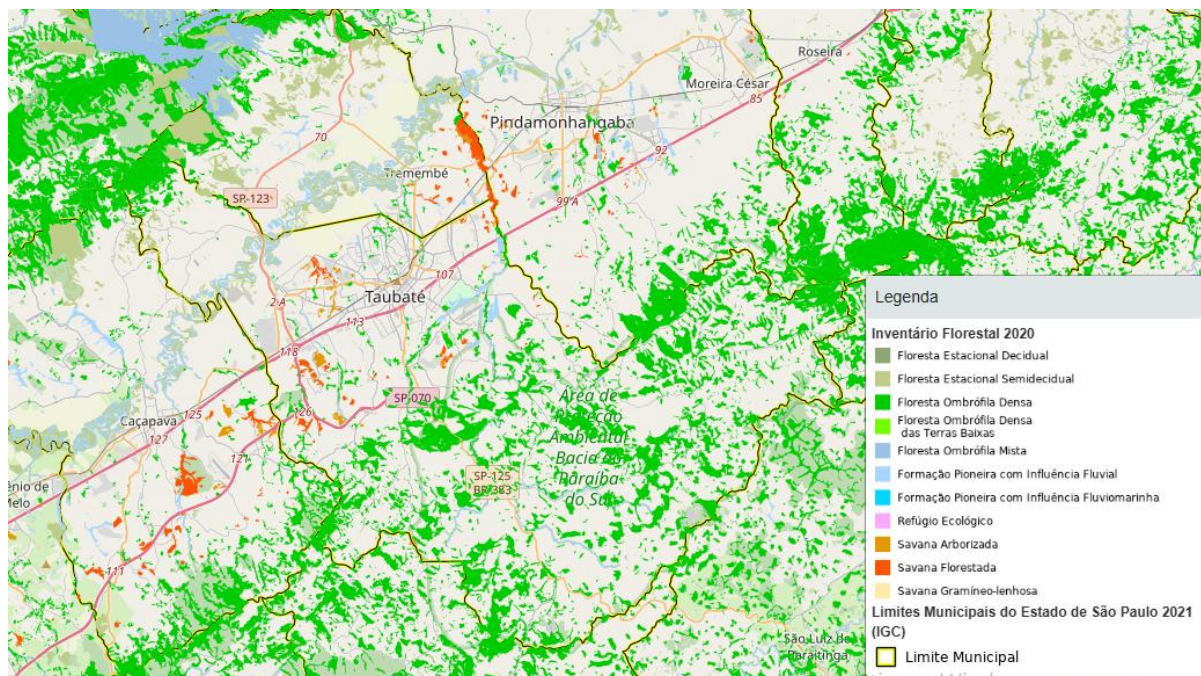 Roseira
Moreira César
85
70
Pindamonhangaba
92
Tremembé
SP-123
99 A
107
2 A
Taubaté
113
118
SP-070
Caçapava
125
126
127
121
Área de
Proteção
Ambiental
Bacia do
Paraíba
do Sul
SP-125
BR-383
ênio de
Melo
111
São Luiz do
Paraitinga
Legenda
Inventário Florestal 2020
Floresta Estacional Decidual
Floresta Estacional Semidecidual
Floresta Ombrófila Densa
Floresta Ombrófila Densa
das Terras Baixas
Floresta Ombrófila Mista
Formação Pioneira com Influência Fluvial
Formação Pioneira com Influência Fluviomarinha
Refúgio Ecológico
Savana Arborizada
Savana Florestada
Savana Gramíneo-lenhosa
Limites Municipais do Estado de São Paulo 2021
(IGC)
Limite Municipal